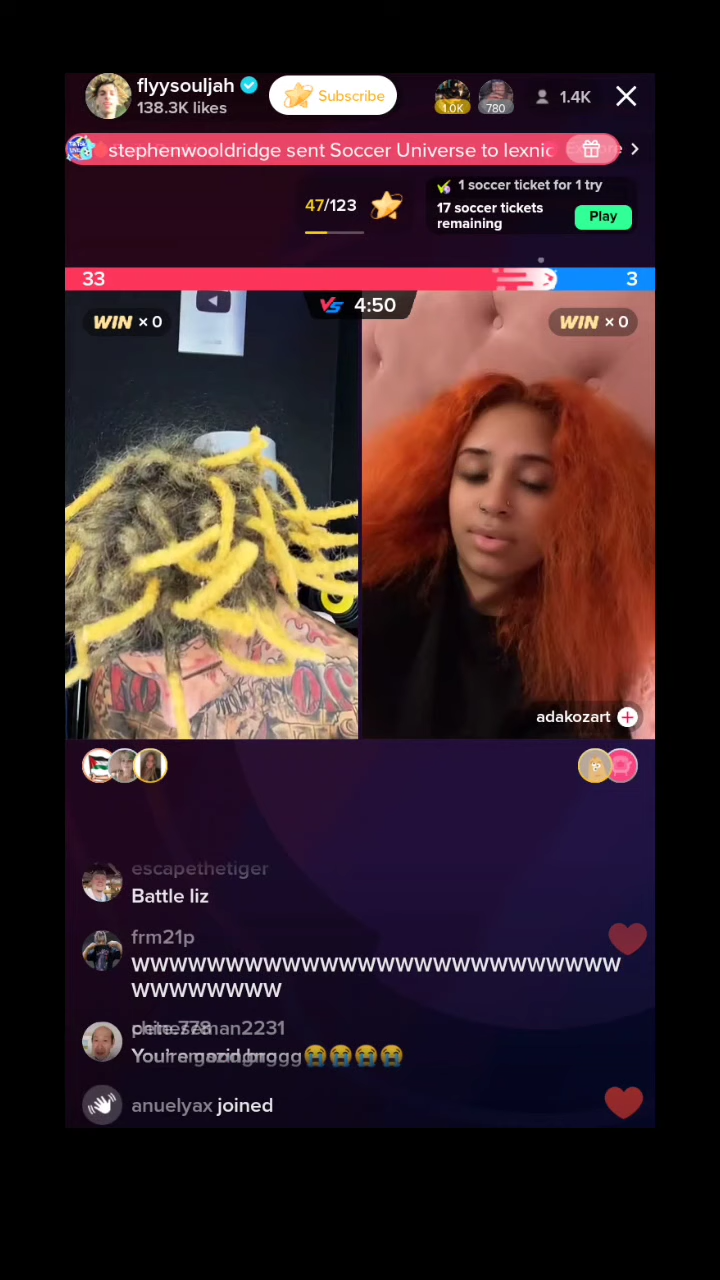 flyysouljah
138.3K likes
Subscribe
1.0K
780
1.4K
stephenwooldridge sent Soccer Universe to lexnic
47/123
1 soccer ticket for 1 try
17 soccer tickets
remaining
Play
33
3
VS 4:50
WIN × 0
WIN × 0
adakozart
escapethetiger
Battle liz
frm21p
WWWWWWWWWWWWWWWWWWWWWWWWWW
WWWWWWWW
😭😭😭😭
anuelyax joined